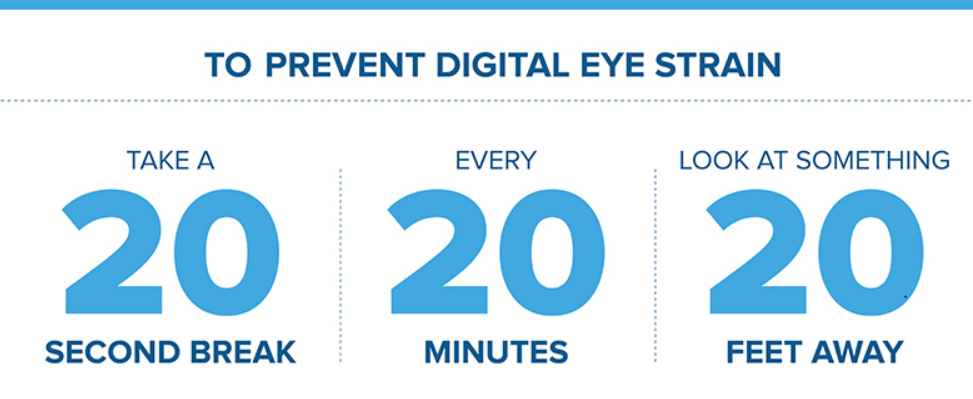 TO PREVENT DIGITAL EYE STRAIN
TAKE A
20
SECOND BREAK
EVERY
20
MINUTES
LOOK AT SOMETHING
20
FEET AWAY